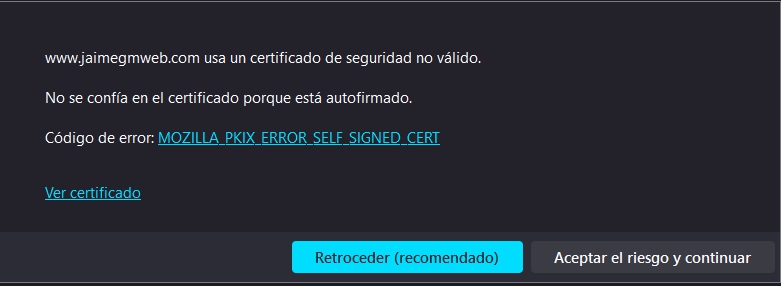 www.jaimegmweb.com usa un certificado de seguridad no válido.
No se confía en el certificado porque está autofirmado.
Código de error: MOZILLA_PKIX_ERROR_SELF_SIGNED_CERT
Ver certificado
Retroceder (recomendado)
Aceptar el riesgo y continuar